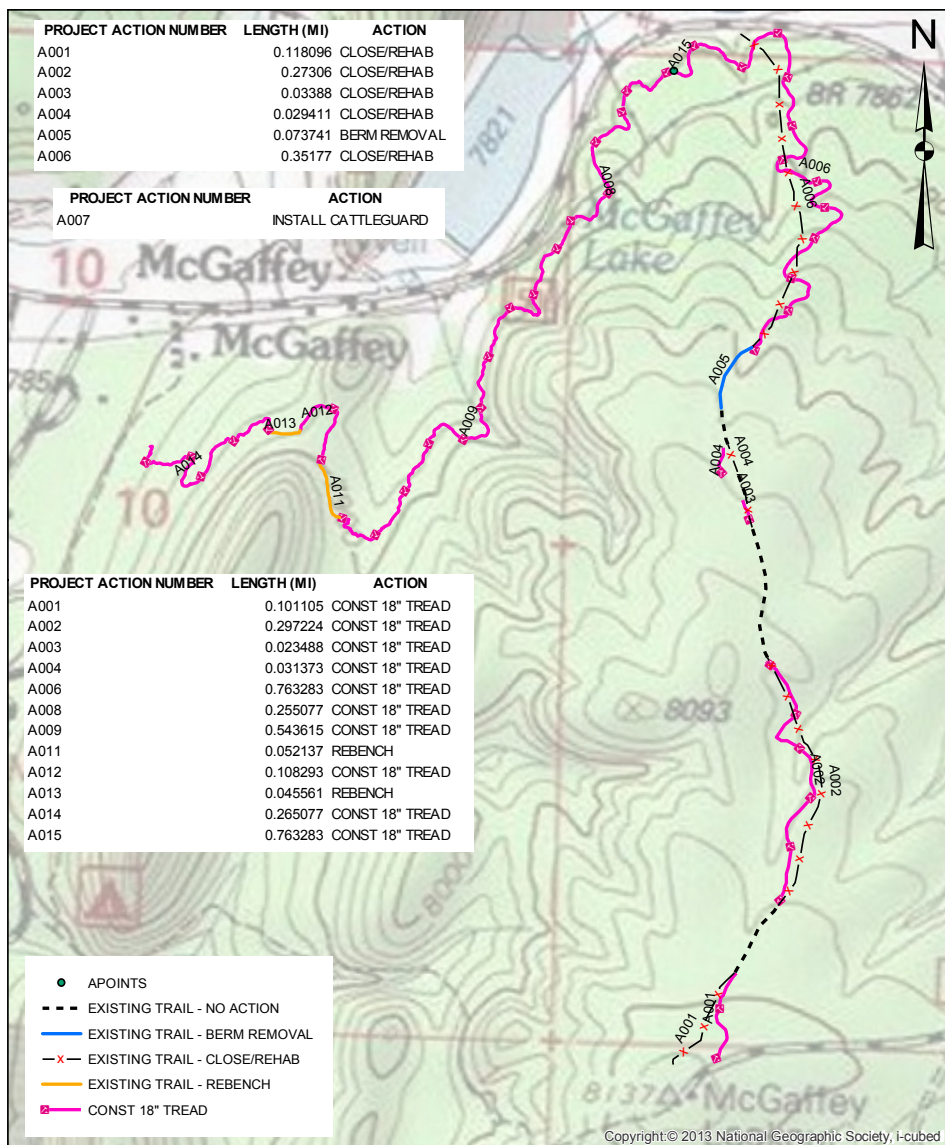 PROJECT ACTION NUMBER LENGTH (MI) ACTION
A001 0.118096 CLOSE/REHAB
A002 0.27306 CLOSE/REHAB
A003 0.03388 CLOSE/REHAB
A004 0.029411 CLOSE/REHAB
A005 0.073741 BERM REMOVAL
A006 0.35177 CLOSE/REHAB
PROJECT ACTION NUMBER ACTION
A007 INSTALL CATTLEGUARD
N
A015
7821
BR 7862
A008
A006
A006
McGaffey
Lake
10 McGaffey
McGaffey
A005
A013 A012
A009
A014
A011
A004
A004
A003
10
PROJECT ACTION NUMBER LENGTH (MI) ACTION
A001 0.101105 CONST 18" TREAD
A002 0.297224 CONST 18" TREAD
A003 0.023488 CONST 18" TREAD
A004 0.031373 CONST 18" TREAD
A006 0.763283 CONST 18" TREAD
A008 0.255077 CONST 18" TREAD
A009 0.543615 CONST 18" TREAD
A011 0.052137 REBENCH
A012 0.108293 CONST 18" TREAD
A013 0.045561 REBENCH
A014 0.265077 CONST 18" TREAD
A015 0.763283 CONST 18" TREAD
8093
A002
A002
8000
A001
A001
APOINTS
EXISTING TRAIL - NO ACTION
EXISTING TRAIL - BERM REMOVAL
EXISTING TRAIL - CLOSE/REHAB
EXISTING TRAIL - REBENCH
CONST 18" TREAD
8137 McGaffey
Copyright:© 2013 National Geographic Society, i-cubed